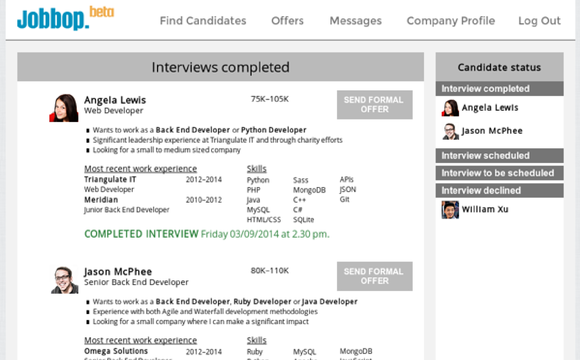 Jobbop.beta
Find Candidates Offers Messages Company Profile Log Out
Interviews completed
Angela Lewis
Web Developer
75K–105K
SEND FORMAL
OFFER
Wants to work as a Back End Developer or Python Developer
Significant leadership experience at Triangulate IT and through charity efforts
Looking for a small to medium sized company
Most recent work experience
Triangulate IT 2012–2014
Web Developer
Meridian 2010–2012
Junior Back End Developer
Skills
Python Sass APIs
PHP MongoDB JSON
Java C++ Git
MySQL C#
HTML/CSS SQLite
COMPLETED INTERVIEW Friday 03/09/2014 at 2.30 pm.
Jason McPhee
Senior Back End Developer
80K–110K
SEND FORMAL
OFFER
Wants to work as a Back End Developer, Ruby Developer or Java Developer
Experience with both Agile and Waterfall development methodologies
Looking for a small company where I can make a significant impact
Most recent work experience
Omega Solutions 2012–2014
Skills
Ruby MySQL MongoDB
Candidate status
Interview completed
Angela Lewis
Jason McPhee
Interview scheduled
Interview to be scheduled
Interview declined
William Xu